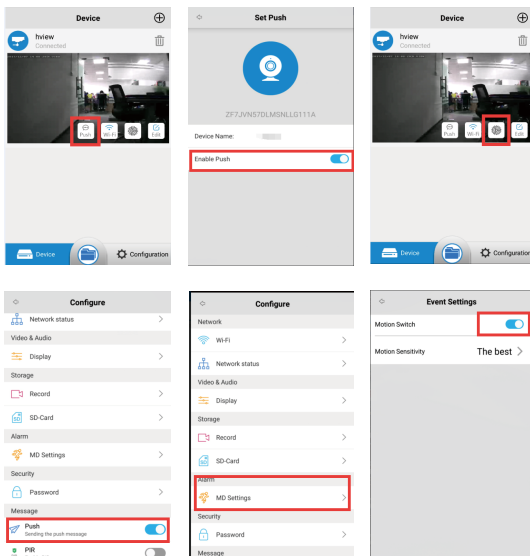 Device
hview
Connected
Push
Wi-Fi
Edit
Device
Configuration
Set Push
ZF7JVNS7DLMSNLLG111A
Device Name:
Enable Push
Device
hview
Connected
Push
Wi-Fi
Edit
Device
Configuration
Configure
Network status
Video & Audio
Display
Storage
Record
SD-Card
Alarm
MD Settings
Security
Password
Message
Push
Sending the push message
PIR
Configure
Network
Wi-Fi
Network status
Video & Audio
Display
Storage
Record
SD-Card
Alarm
MD Settings
Security
Password
Message
Event Settings
Motion Switch
Motion Sensitivity
The best